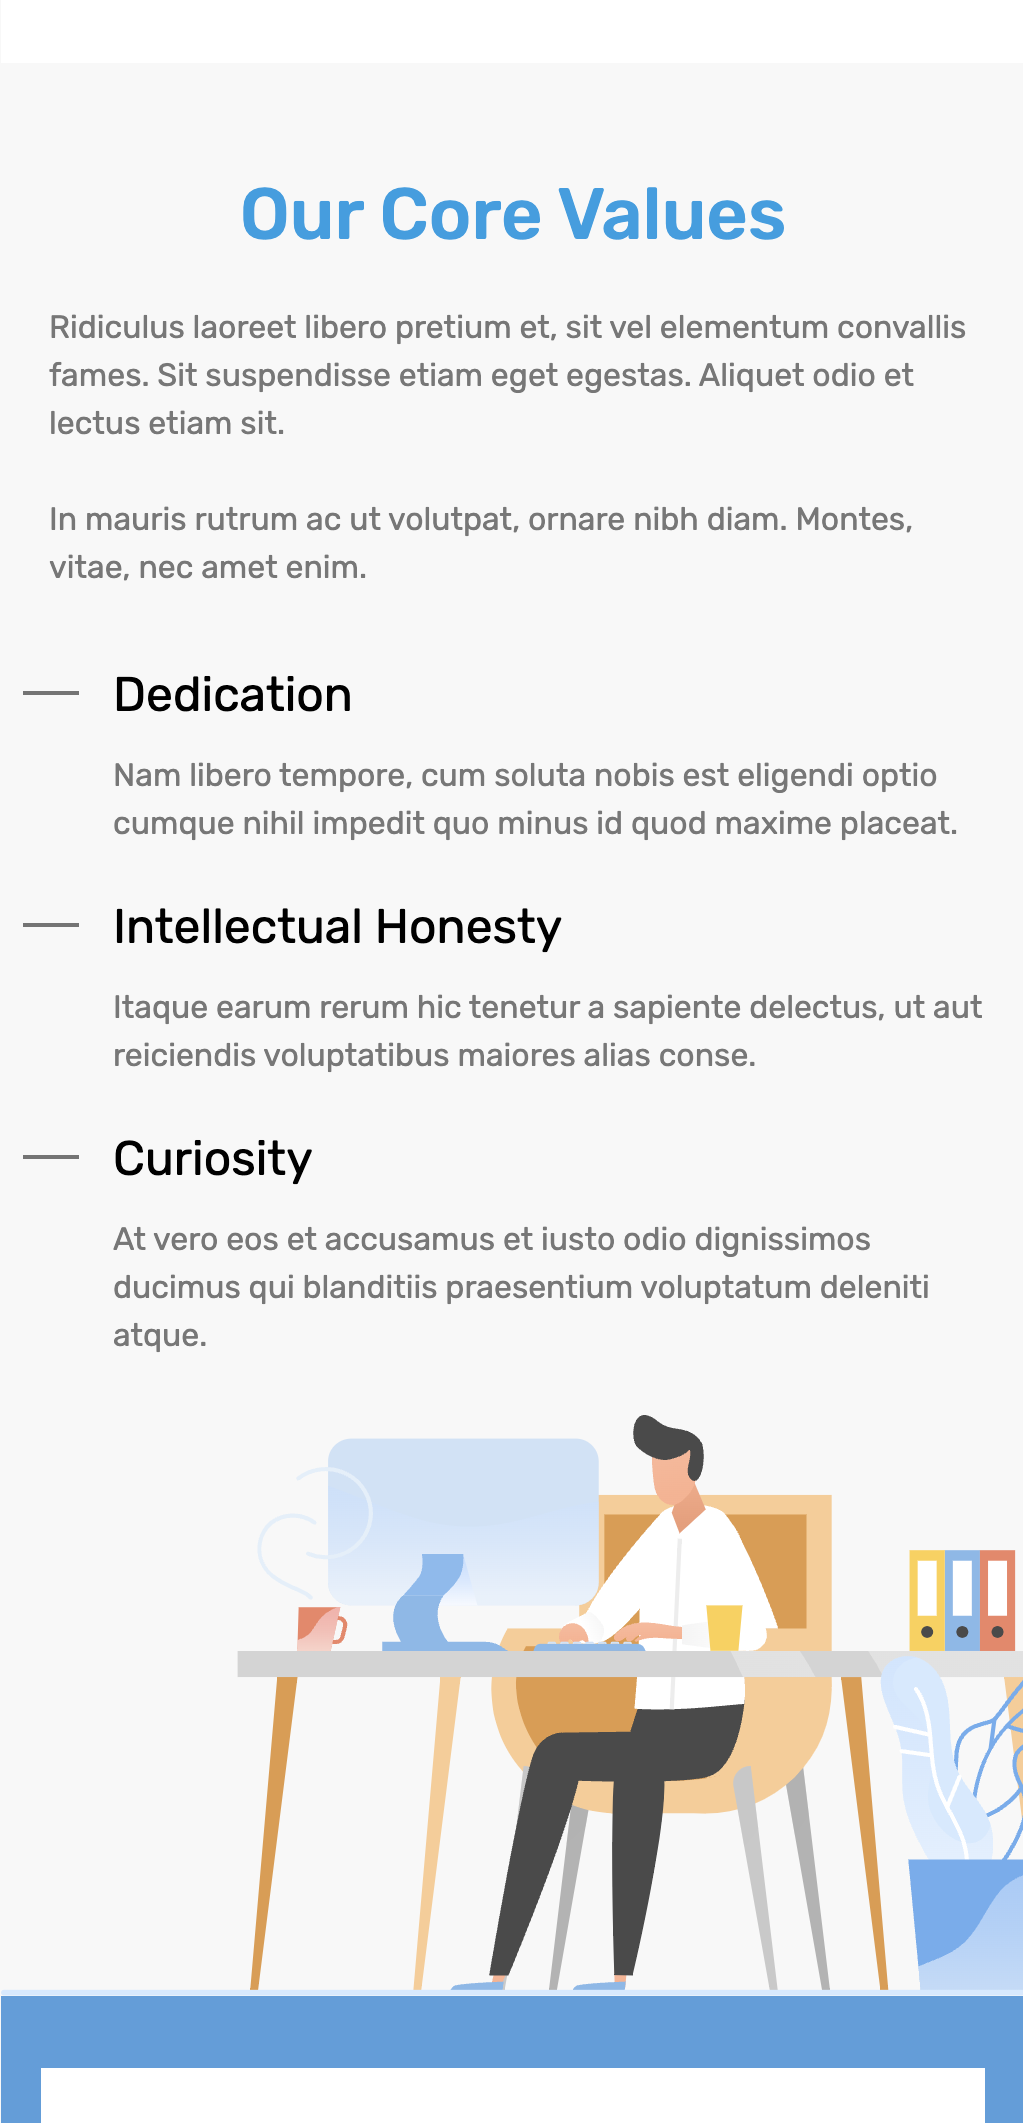 Our Core Values
Ridiculus laoreet libero pretium et, sit vel elementum convallis
fames. Sit suspendisse etiam eget egestas. Aliquet odio et
lectus etiam sit.
In mauris rutrum ac ut volutpat, ornare nibh diam. Montes,
vitae, nec amet enim.
Dedication
Nam libero tempore, cum soluta nobis est eligendi optio
cumque nihil impedit quo minus id quod maxime placeat.
Intellectual Honesty
Itaque earum rerum hic tenetur a sapiente delectus, ut aut
reiciendis voluptatibus maiores alias conse.
Curiosity
At vero eos et accusamus et iusto odio dignissimos
ducimus qui blanditiis praesentium voluptatum deleniti
atque.